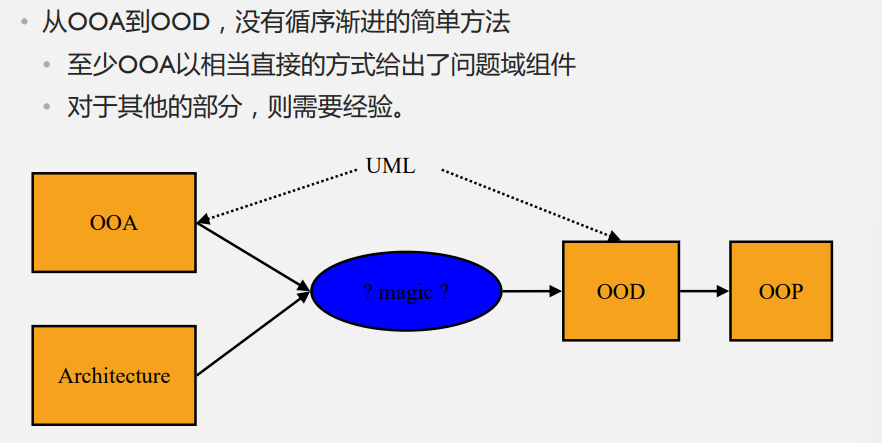 • 从OOA到OOD，没有循序渐进的简单方法
• 至少OOA以相当直接的方式给出了问题域组件
• 对于其他的部分，则需要经验。
UML
OOA
? magic ?
OOD
OOP
Architecture